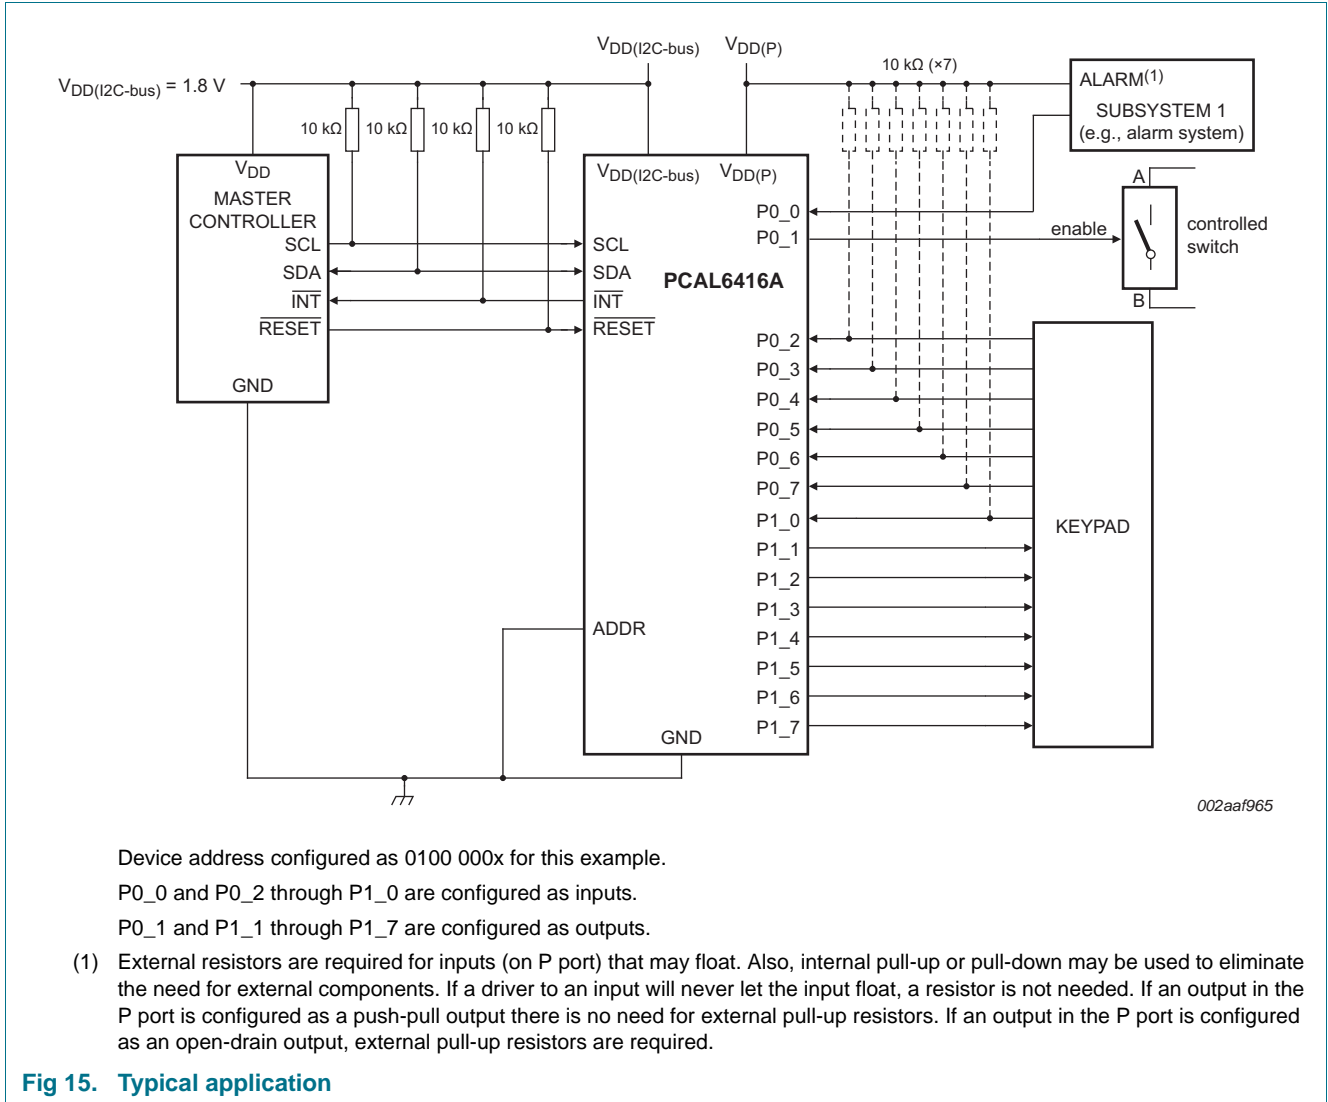 VDD(I2C-bus) VDD(P)
VDD(I2C-bus) = 1.8 V
10 kΩ (×7)
ALARM(1)
SUBSYSTEM 1
(e.g., alarm system)
10 kΩ 10 kΩ 10 kΩ 10 kΩ
VDD
MASTER
CONTROLLER
SCL
SDA
INT
RESET
GND
VDD(I2C-bus) VDD(P)
SCL
SDA
INT
RESET
PCAL6416A
ADDR
GND
P0_0
P0_1
P0_2
P0_3
P0_4
P0_5
P0_6
P0_7
P1_0
P1_1
P1_2
P1_3
P1_4
P1_5
P1_6
P1_7
enable
A
B
controlled
switch
KEYPAD
002aaf965
Device address configured as 0100 000x for this example.
P0_0 and P0_2 through P1_0 are configured as inputs.
P0_1 and P1_1 through P1_7 are configured as outputs.
(1) External resistors are required for inputs (on P port) that may float. Also, internal pull-up or pull-down may be used to eliminate
the need for external components. If a driver to an input will never let the input float, a resistor is not needed. If an output in the
P port is configured as a push-pull output there is no need for external pull-up resistors. If an output in the P port is configured
as an open-drain output, external pull-up resistors are required.
Fig 15. Typical application